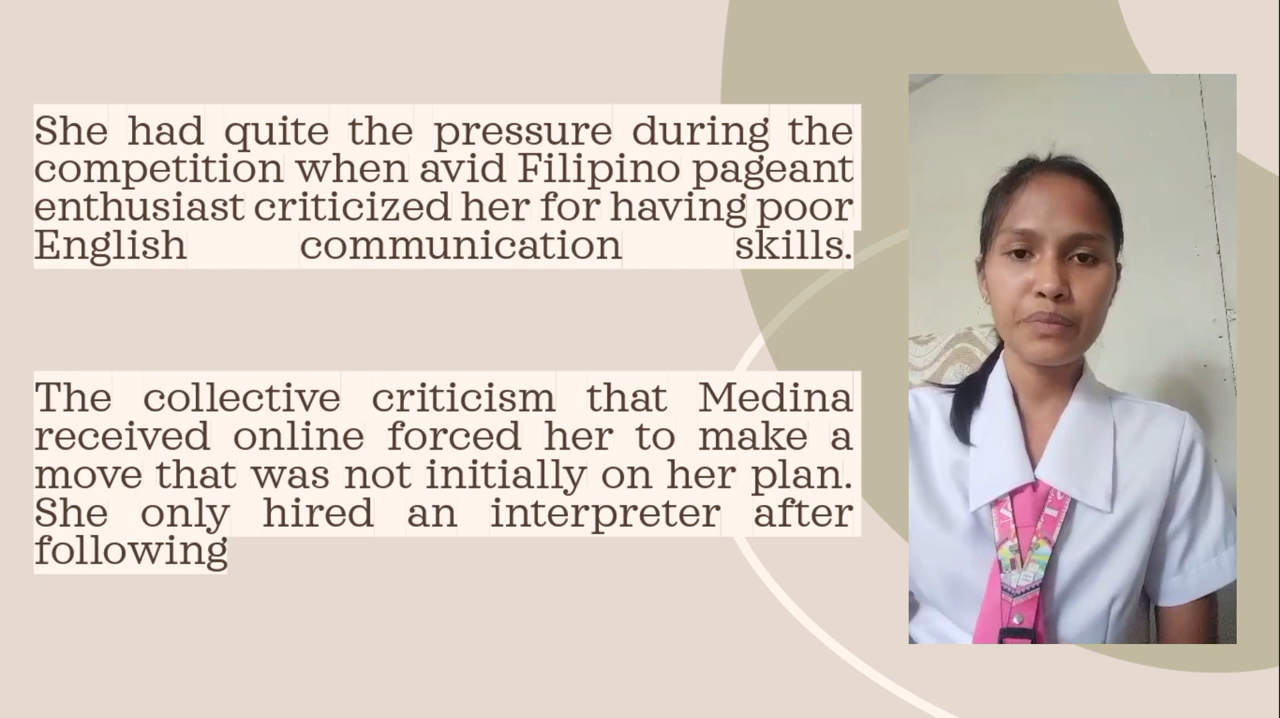 She had quite the pressure during the
competition when avid Filipino pageant
enthusiast criticized her for having poor
English communication skills.
The collective criticism that Medina
received online forced her to make a
move that was not initially on her plan.
She only hired an interpreter after
following